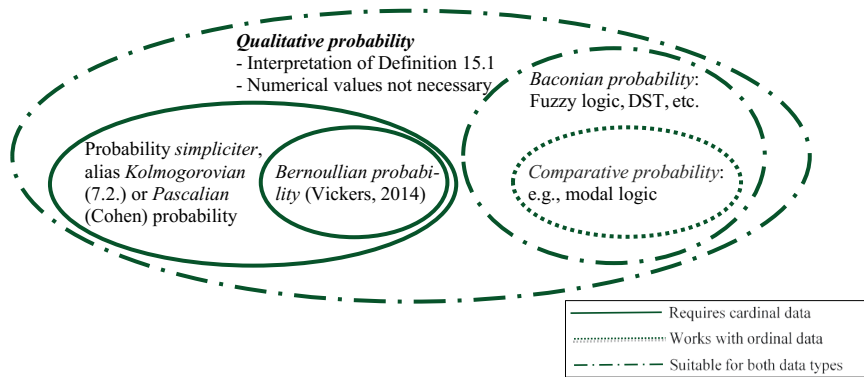 Qualitative probability
- Interpretation of Definition 15.1
- Numerical values not necessary
Baconian probability:
Fuzzy logic, DST, etc.
Probability simpliciter,
alias Kolmogorovian
(7.2.) or Pascalian
(Cohen) probability
Bernoullian probabi-
lity (Vickers, 2014)
Comparative probability:
e.g., modal logic
Requires cardinal data
Works with ordinal data
Suitable for both data types